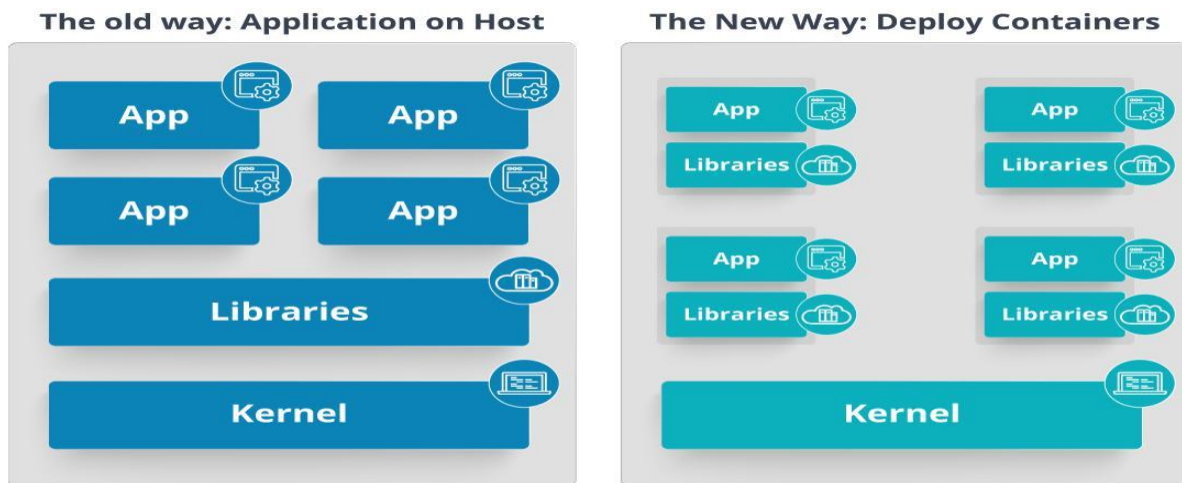 The old way: Application on Host
App
App
App
App
Libraries
Kernel
The New Way: Deploy Containers
App
Libraries
App
Libraries
App
Libraries
App
Libraries
Kernel